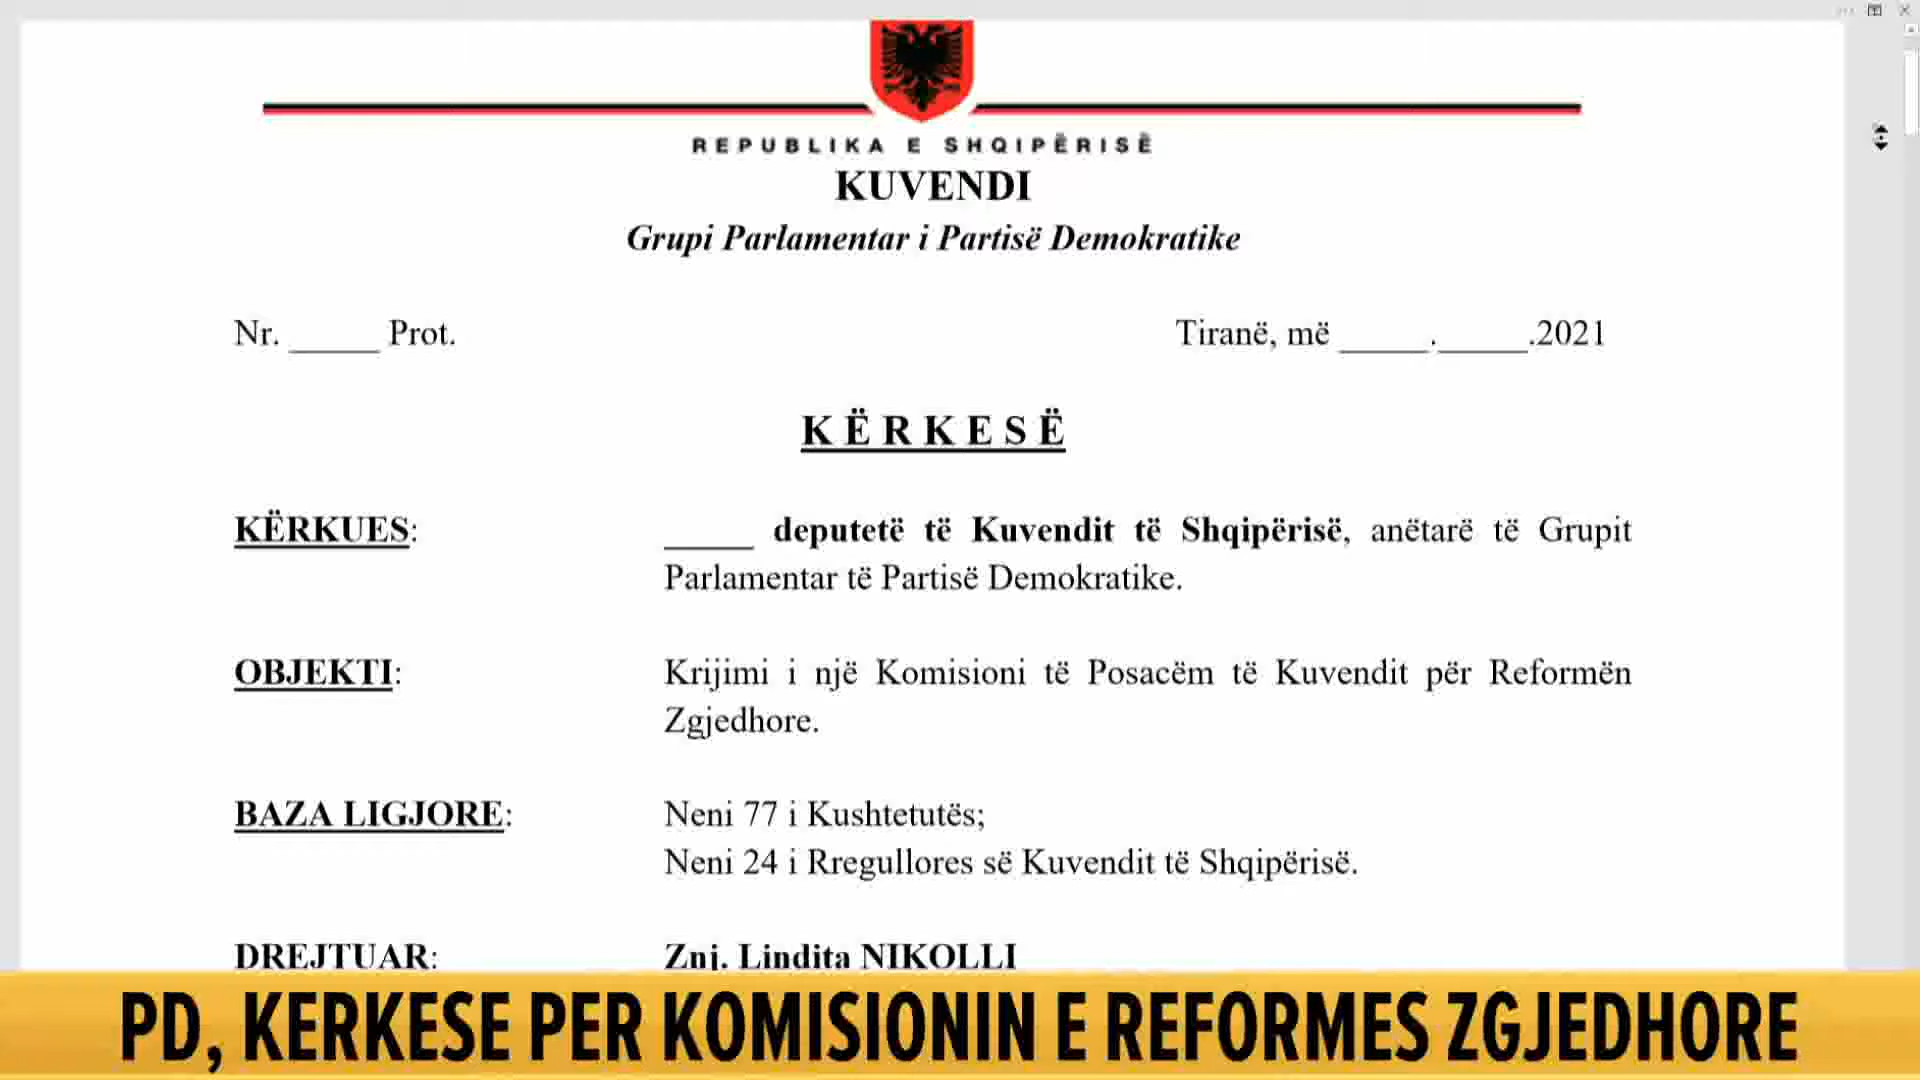 REPUBLIKA E SHQIPËRISË
KUVENDI
Grupi Parlamentar i Partisë Demokratike
Nr. _____ Prot. Tiranë, më _____._____.2021
KËRKESË
KËRKUES: _____ deputetë të Kuvendit të Shqipërisë, anëtarë të Grupit
Parlamentar të Partisë Demokratike.
OBJEKTI: Krijimi i një Komisioni të Posacëm të Kuvendit për Reformën
Zgjedhore.
BAZA LIGJORE: Neni 77 i Kushtetutës;
Neni 24 i Rregullores së Kuvendit të Shqipërisë.
DREJTUAR: Znj. Lindita NIKOLLI
PD, KERKESE PER KOMISIONIN E REFORMES ZGJEDHORE